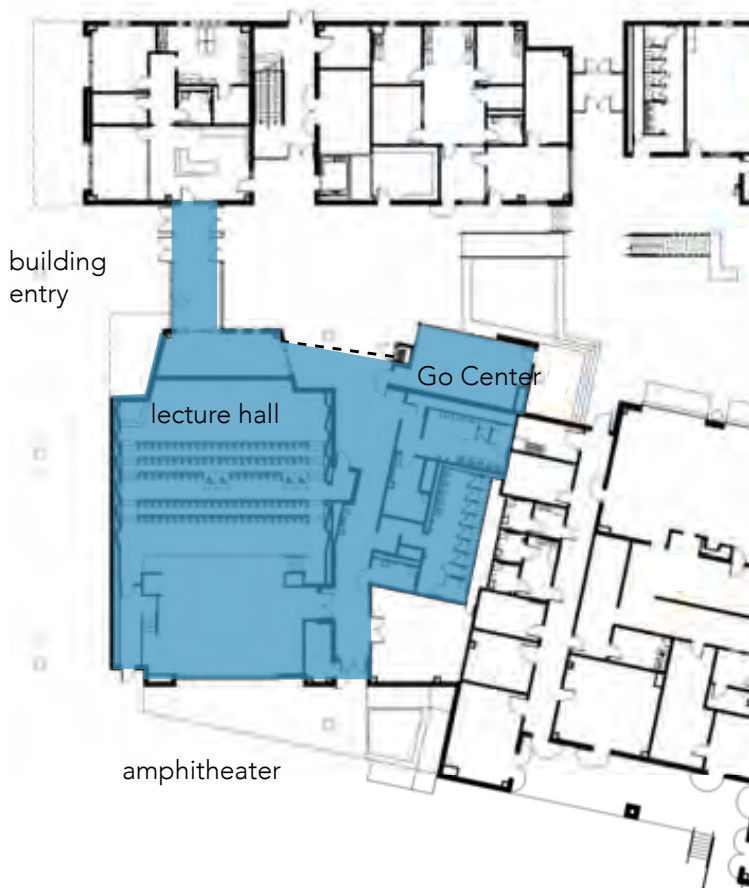 building
entry
Go Center
lecture hall
amphitheater